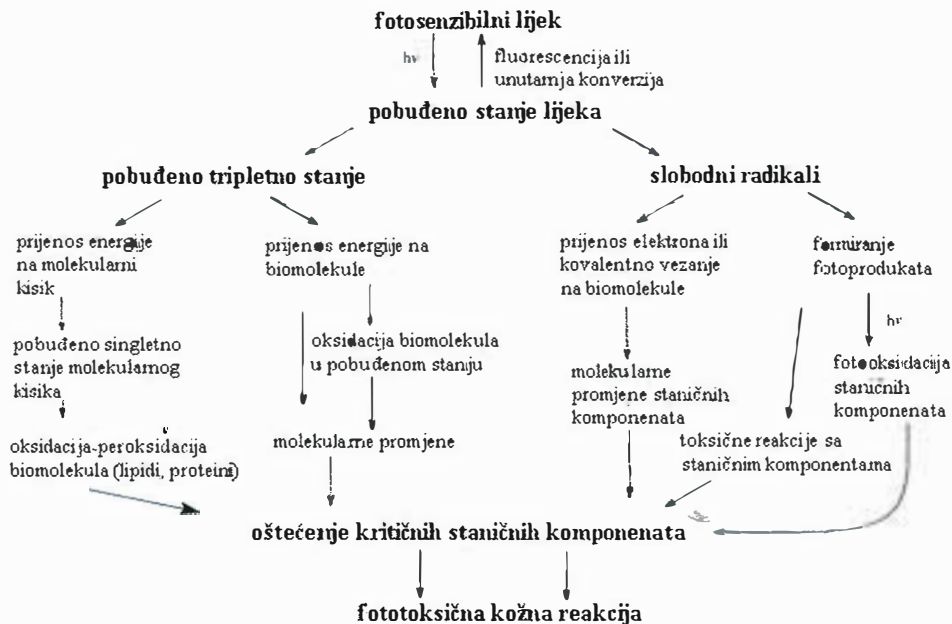 fotosenzibilni lijek
hν
fluorescencija ili
unutarnja konverzija
pobuđeno stanje lijeka
pobuđeno tripletno stanje
slobodni radikali
prijenos energije
na molekularni
kisik
prijenos energije na
biomolekule
prijenos elektrona ili
kovalentno vezanje
na biomolekule
formiranje
fotoprodukata
hν
pobuđeno singletno
stanje molekularnog
kisika
oksidacija biomolekula
u pobuđenom stanju
molekularne
promjene staničnih
komponenata
fotooksidacija
staničnih
komponenata
oksidacija-peroksidacija
biomolekula (lipidi, proteini)
molekularne promjene
toksične reakcije sa
staničnim komponentama
oštećenje kritičnih staničnih komponenata
fototoksična kožna reakcija